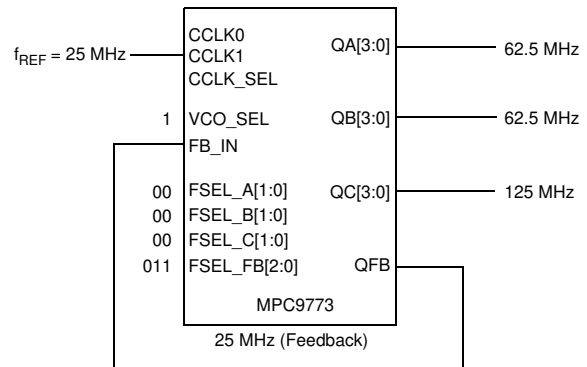 CCLK0
f_REF = 25 MHz
CCLK1
CCLK_SEL
1
VCO_SEL
FB_IN
00
FSEL_A[1:0]
00
FSEL_B[1:0]
00
FSEL_C[1:0]
011
FSEL_FB[2:0]
QA[3:0]
62.5 MHz
QB[3:0]
62.5 MHz
QC[3:0]
125 MHz
QFB
MPC9773
25 MHz (Feedback)